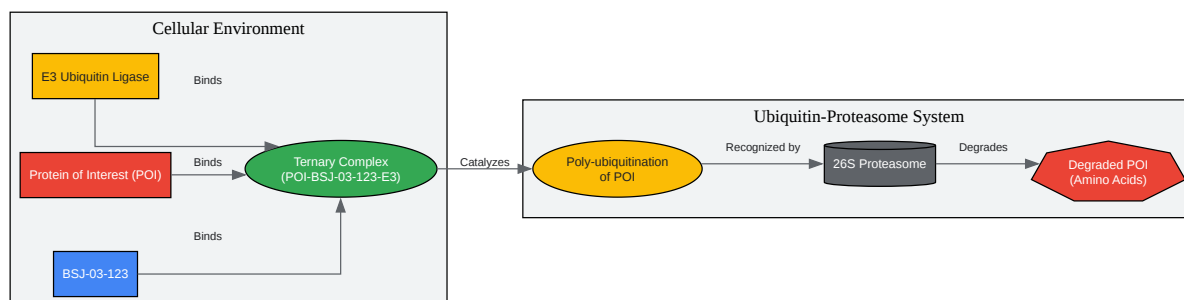 Cellular Environment
E3 Ubiquitin Ligase
Binds
Protein of Interest (POI)
Binds
Ternary Complex
(POI-BSJ-03-123-E3)
Binds
BSJ-03-123
Catalyzes
Ubiquitin-Proteasome System
Poly-ubiquitination
of POI
Recognized by
26S Proteasome
Degrades
Degraded POI
(Amino Acids)